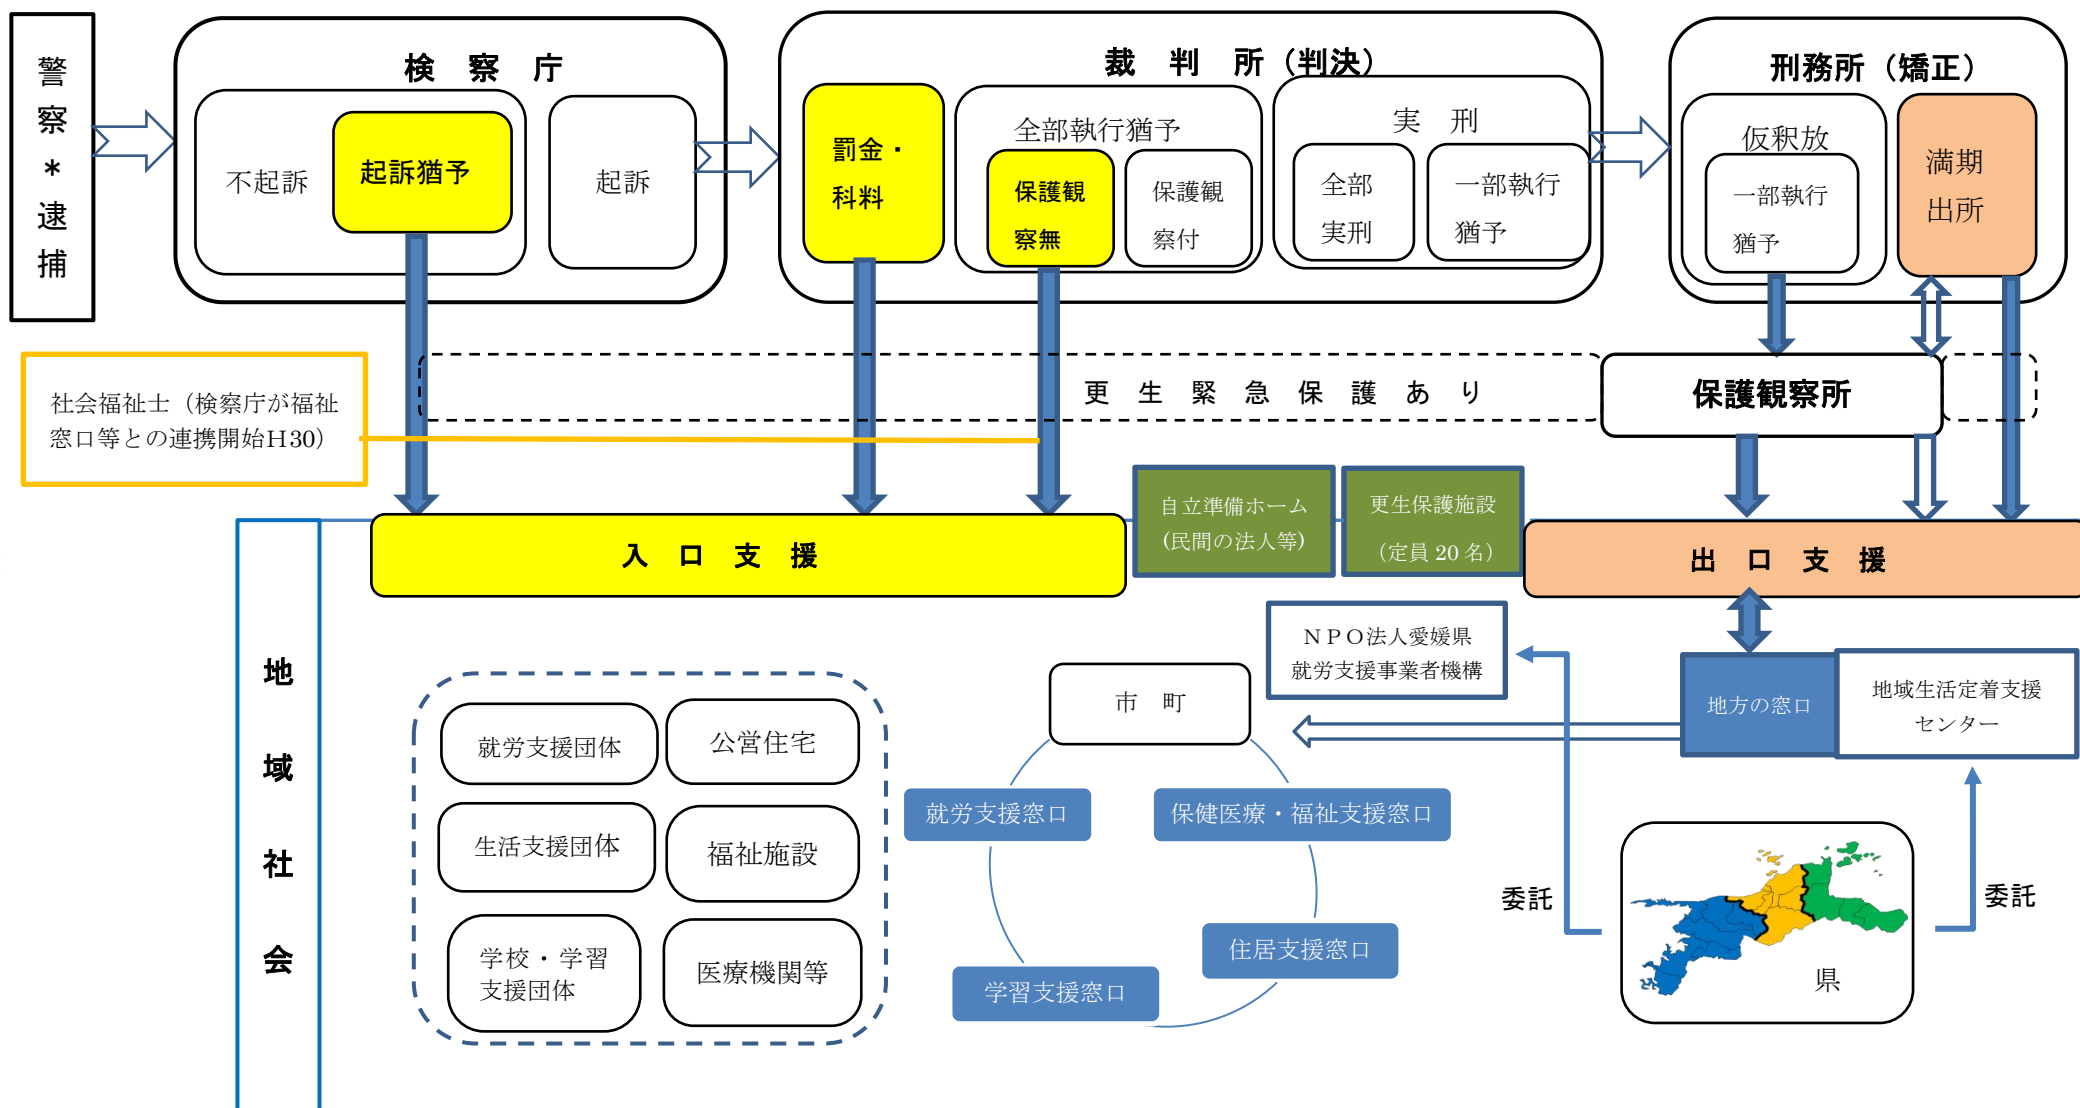 警察*逮捕
検 察 庁
不起訴
起訴猶予
起訴
裁 判 所(判決)
罰金・
科料
全部執行猶予
保護観
察無
保護観
察付
実 刑
全部
実刑
一部執行
猶予
刑務所(矯正)
仮釈放
一部執行
猶予
満期
出所
社会福祉士(検察庁が福祉
窓口等との連携開始H30)
更 生 緊 急 保 護 あ り
保護観察所
入 口 支 援
自立準備ホーム
(民間の法人等)
更生保護施設
(定員 20 名)
出 口 支 援
地域社会
NPO法人愛媛県
就労支援事業者機構
地方の窓口
地域生活定着支援
センター
市 町
就労支援団体
公営住宅
生活支援団体
福祉施設
学校・学習
支援団体
医療機関等
就労支援窓口
保健医療・福祉支援窓口
住居支援窓口
学習支援窓口
委託
委託
県